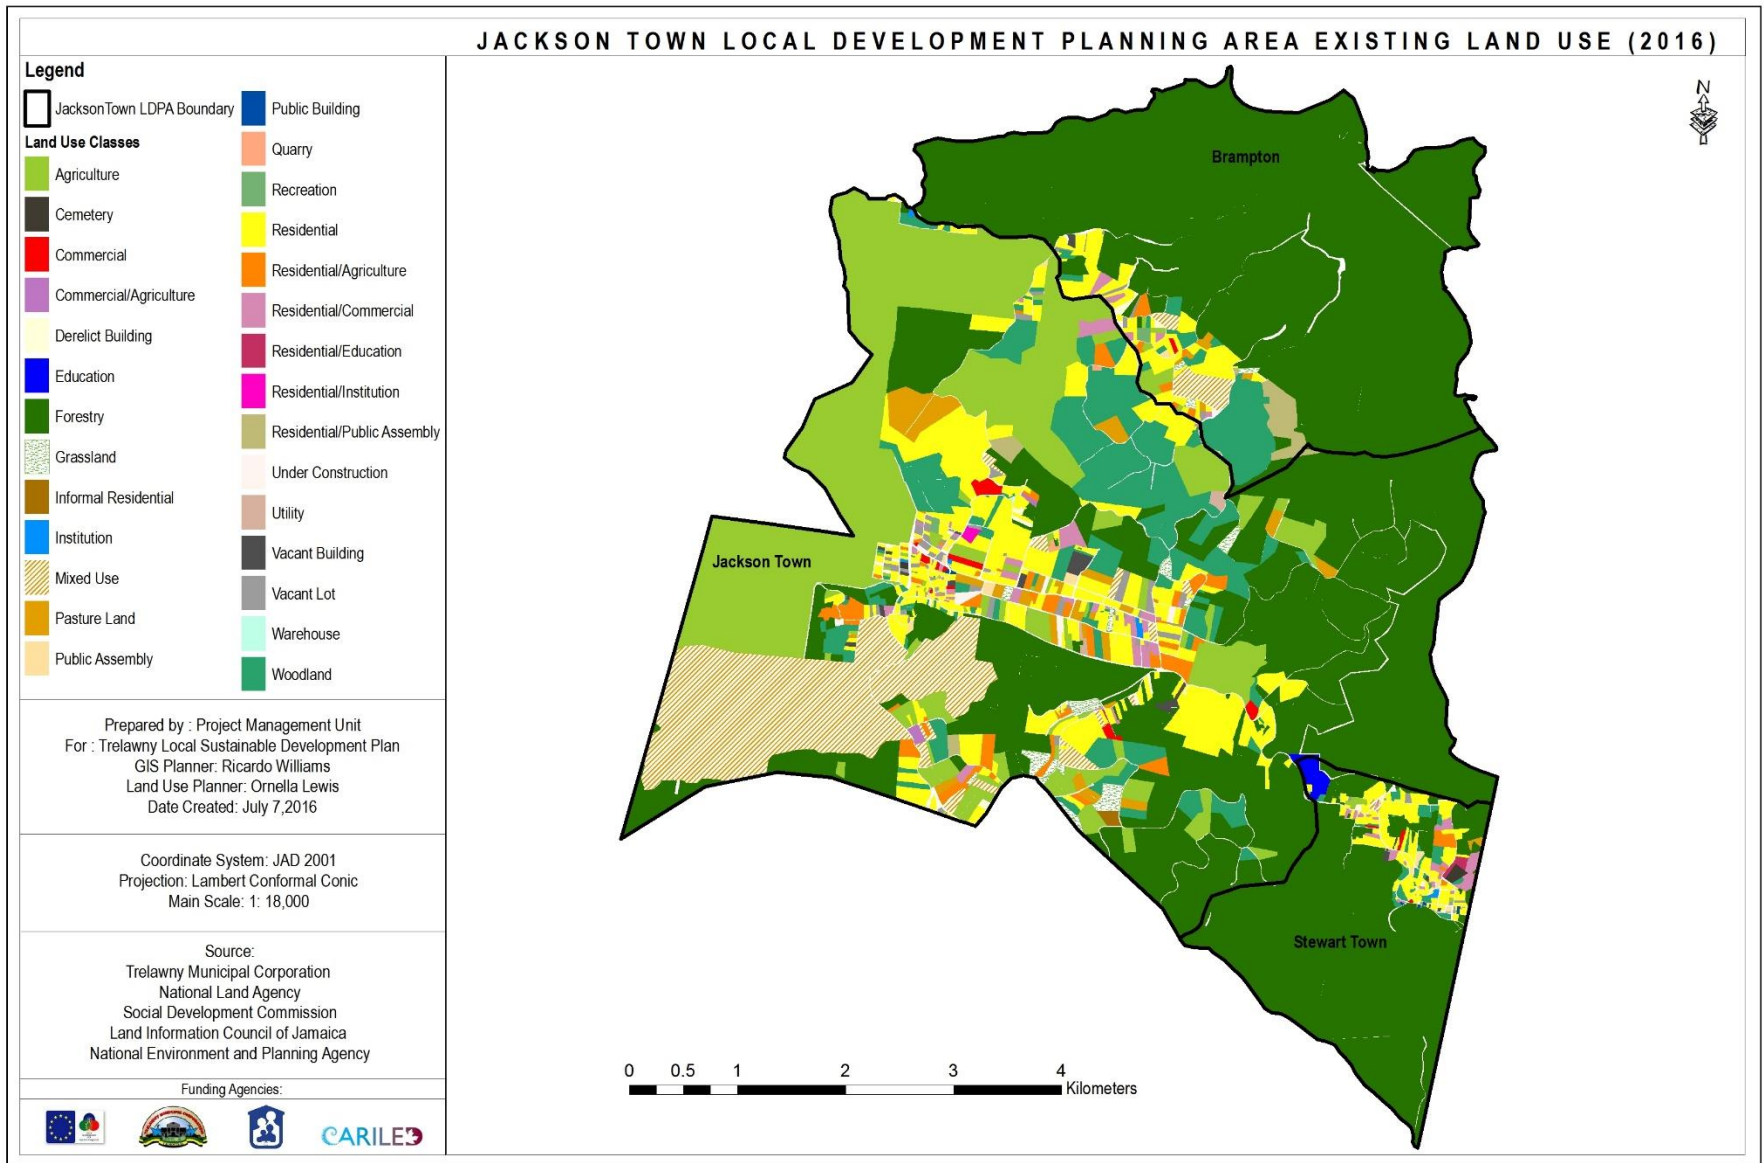 JACKSON TOWN LOCAL DEVELOPMENT PLANNING AREA EXISTING LAND USE (2016)
Legend
JacksonTown LDPA Boundary
Land Use Classes
Agriculture
Cemetery
Commercial
Commercial/Agriculture
Derelict Building
Education
Forestry
Grassland
Informal Residential
Institution
Mixed Use
Pasture Land
Public Assembly
Public Building
Quarry
Recreation
Residential
Residential/Agriculture
Residential/Commercial
Residential/Education
Residential/Institution
Residential/Public Assembly
Under Construction
Utility
Vacant Building
Vacant Lot
Warehouse
Woodland
Prepared by : Project Management Unit
For : Trelawny Local Sustainable Development Plan
GIS Planner: Ricardo Williams
Land Use Planner: Ornella Lewis
Date Created: July 7,2016
Coordinate System: JAD 2001
Projection: Lambert Conformal Conic
Main Scale: 1: 18,000
Source:
Trelawny Municipal Corporation
National Land Agency
Social Development Commission
Land Information Council of Jamaica
National Environment and Planning Agency
Funding Agencies:
CARILED
N
Brampton
Jackson Town
Stewart Town
0 0.5 1 2 3 4
Kilometers